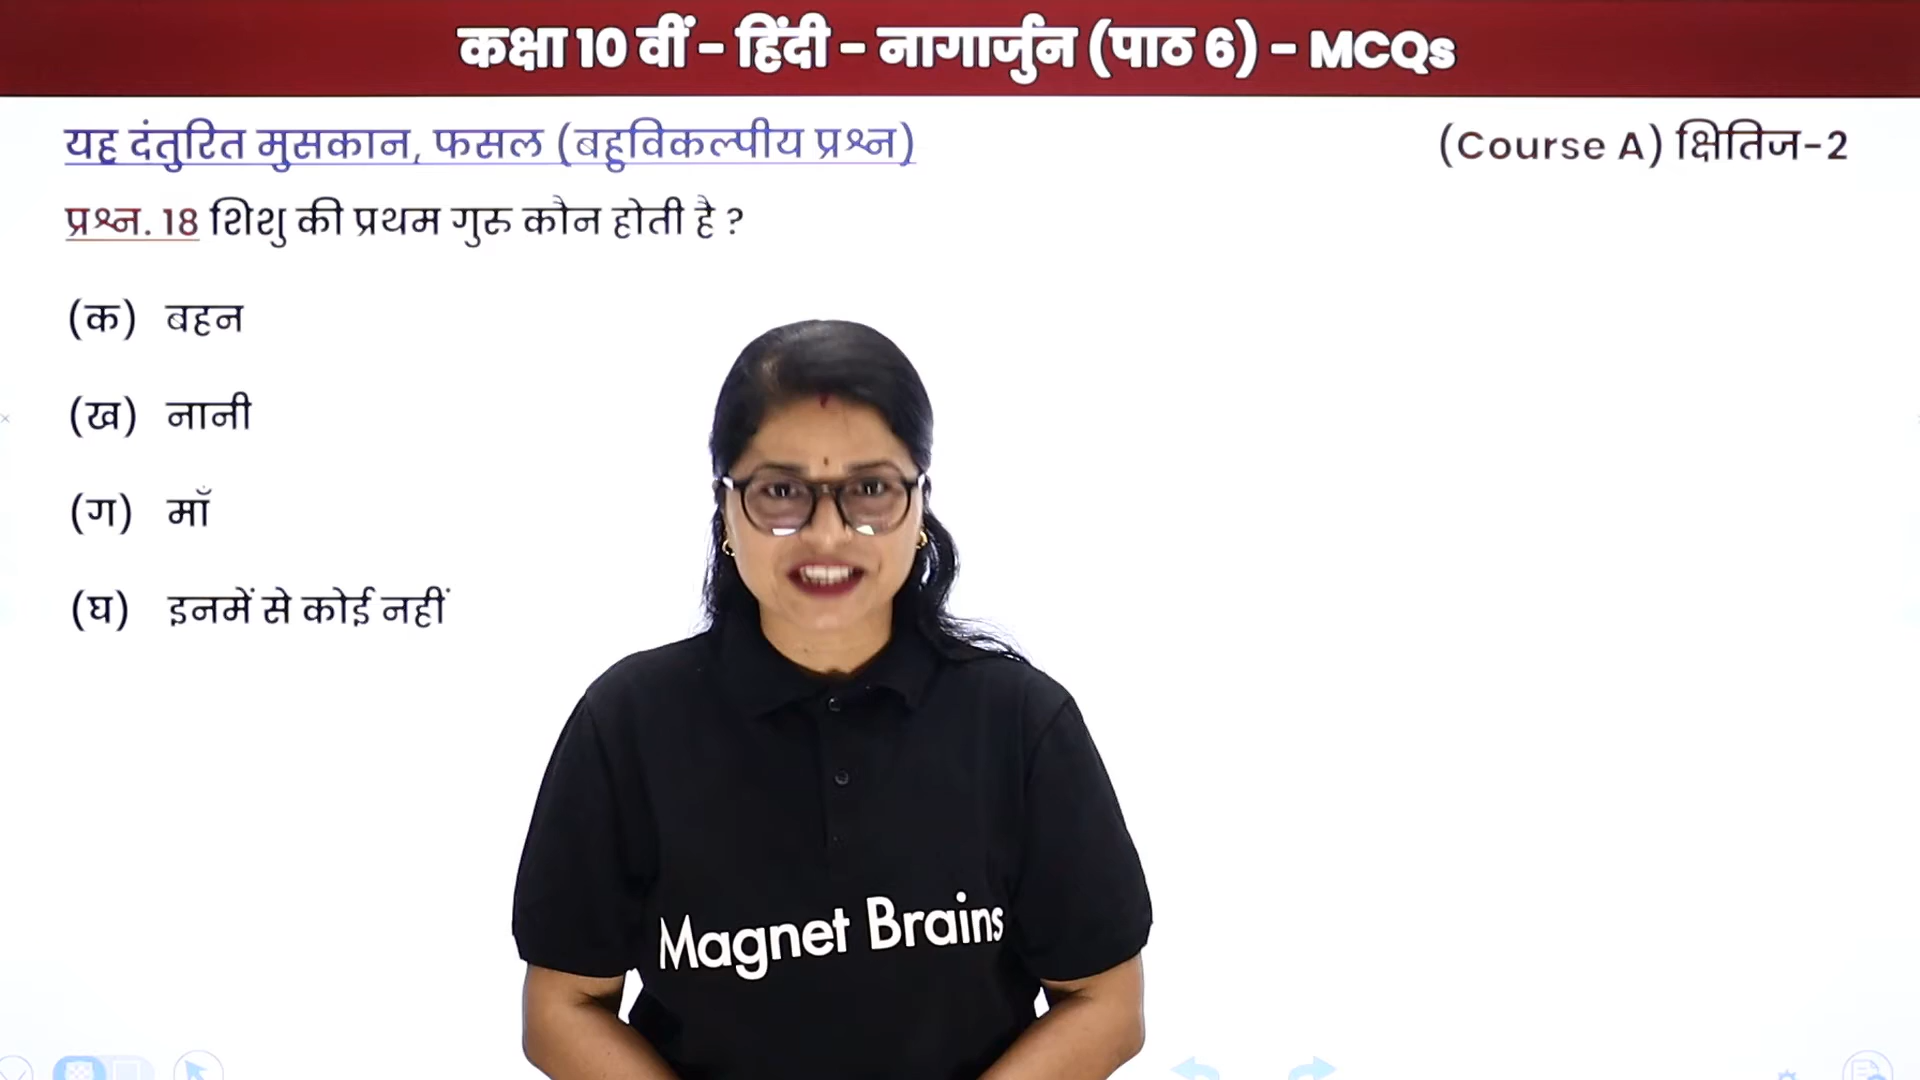 कक्षा 10 वीं - हिंदी - नागार्जुन (पाठ 6) - MCQs
यह दंतुरित मुसकान, फसल (बहुविकल्पीय प्रश्न)
(Course A) क्षितिज-2
प्रश्न. 18 शिशु की प्रथम गुरु कौन होती है ?
(क) बहन
(ख) नानी
(ग) माँ
(घ) इनमें से कोई नहीं
Magnet Brains